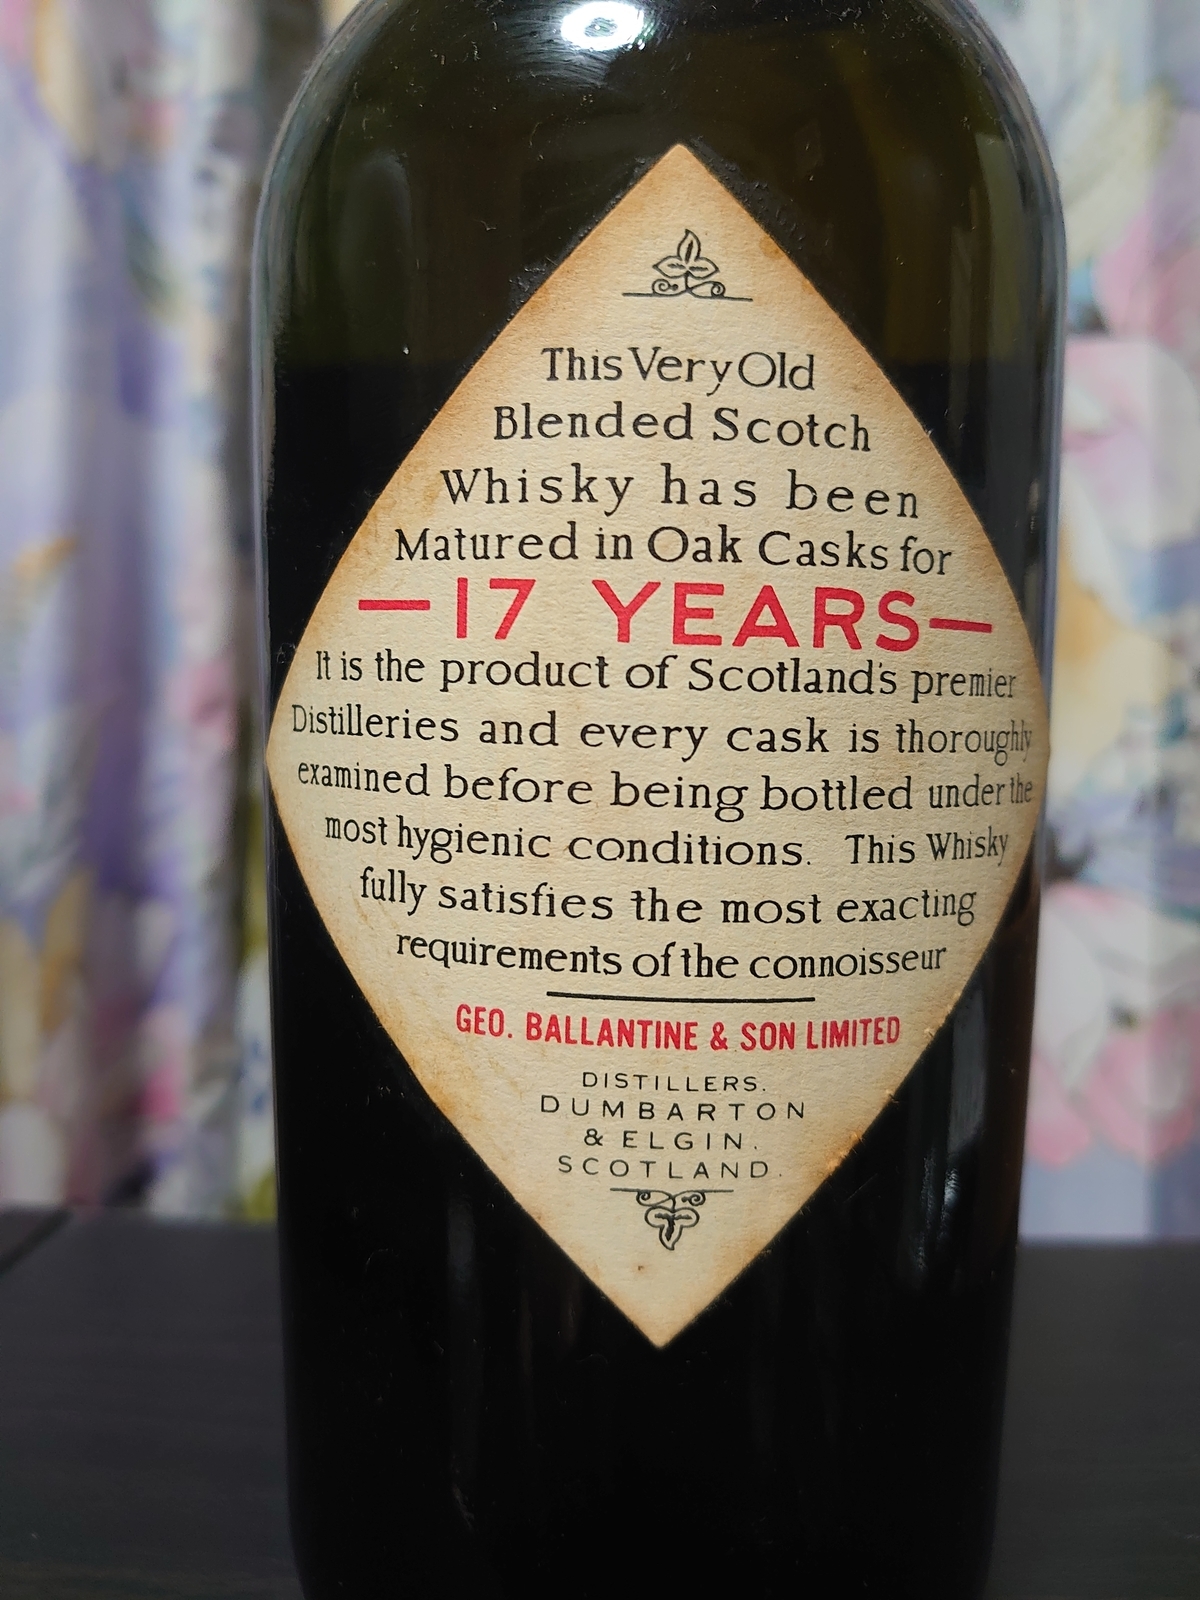 This Very Old
Blended Scotch
Whisky has been
Matured in Oak Casks for
—17 YEARS—
It is the product of Scotland's premier
Distilleries and every cask is thoroughly
examined before being bottled under the
most hygienic conditions. This Whisky
fully satisfies the most exacting
requirements of the connoisseur
GEO. BALLANTINE & SON LIMITED
DISTILLERS.
DUMBARTON
& ELGIN.
SCOTLAND.